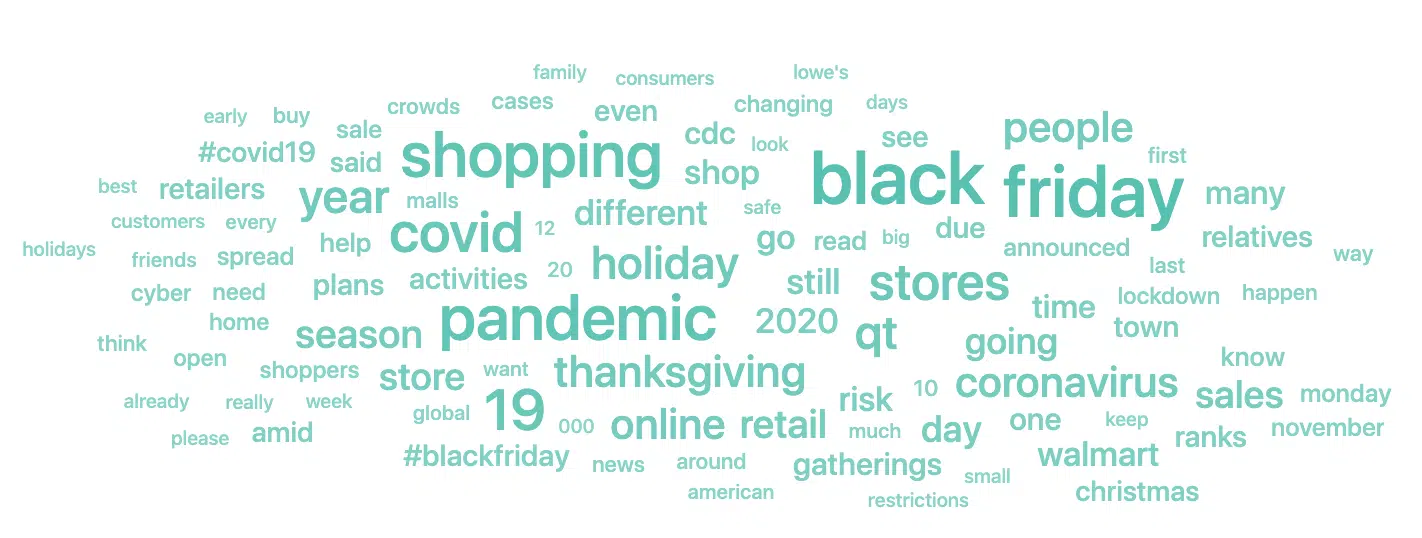 family consumers lowe's
early buy crowds cases even changing days
sale shopping cdc look black see people
#covid19 said shop friday first
best retailers year malls different safe many
customers every covid 12 go read big due announced relatives
holidays friends spread help holiday way
cyber need plans activities 20 still stores last lockdown happen
home season pandemic 2020 qt time town
think open going know
shoppers store want thanksgiving risk 10 coronavirus sales monday
already really week global 19 000 online retail much day one keep november
please amid ranks
#blackfriday news around gatherings small walmart
american restrictions christmas